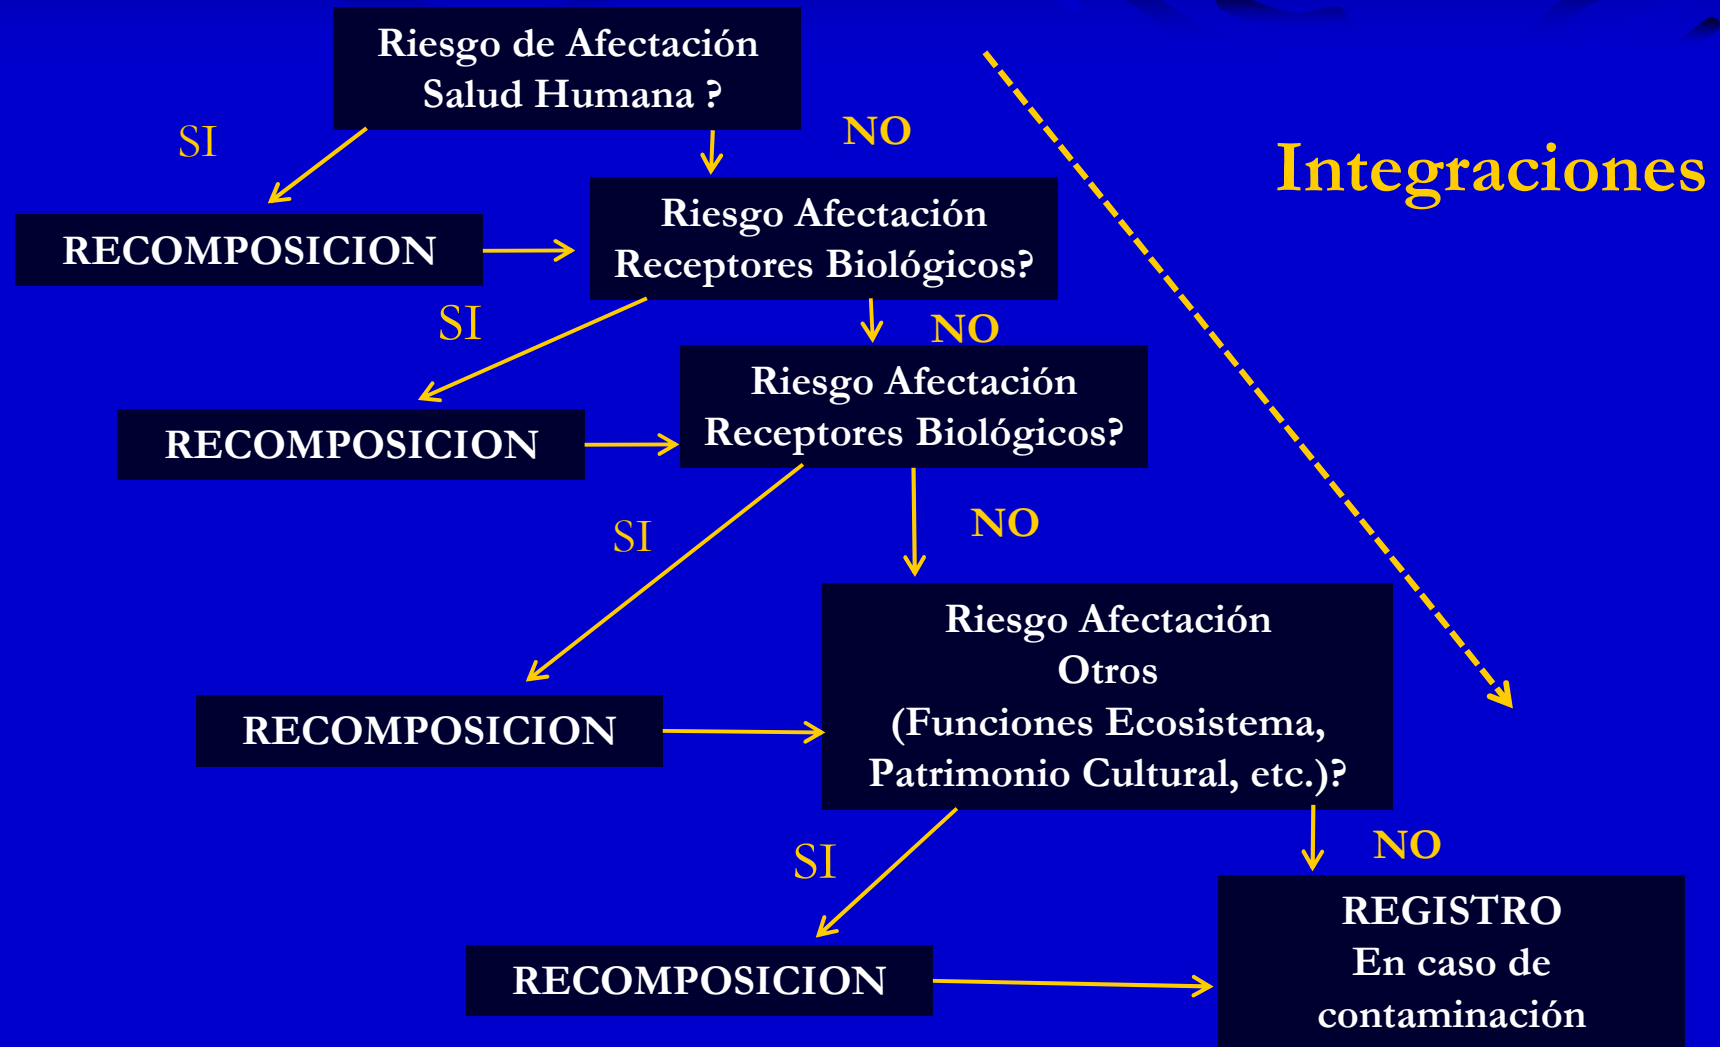 Riesgo de Afectación
Salud Humana ?
SI
NO
Integraciones
RECOMPOSICION
Riesgo Afectación
Receptores Biológicos?
SI
NO
RECOMPOSICION
Riesgo Afectación
Receptores Biológicos?
SI
NO
RECOMPOSICION
Riesgo Afectación
Otros
(Funciones Ecosistema,
Patrimonio Cultural, etc.)?
SI
NO
RECOMPOSICION
REGISTRO
En caso de
contaminación